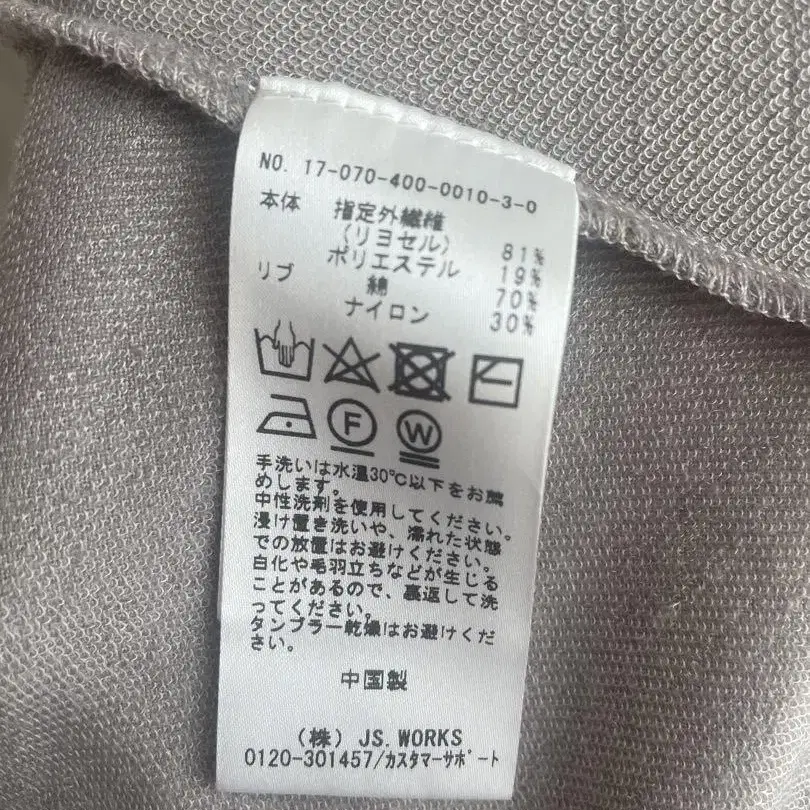 NO. 17-070-400-0010-3-0
本体 指定外繊維
(リヨセル) 81%
ポリエステル 19%
リブ 綿 70%
ナイロン 30%
F W
手洗いは水温30℃以下をお薦
めします。
中性洗剤を使用してください。
浸け置き洗いや、濡れた状態
での放置はお避けください。
白化や毛羽立ちなどが生じる
ことがあるので、裏返して洗
ってください。
タンブラー乾燥はお避けくだ
さい。
中国製
(株) JS.WORKS
0120-301457/カスタマーサポート